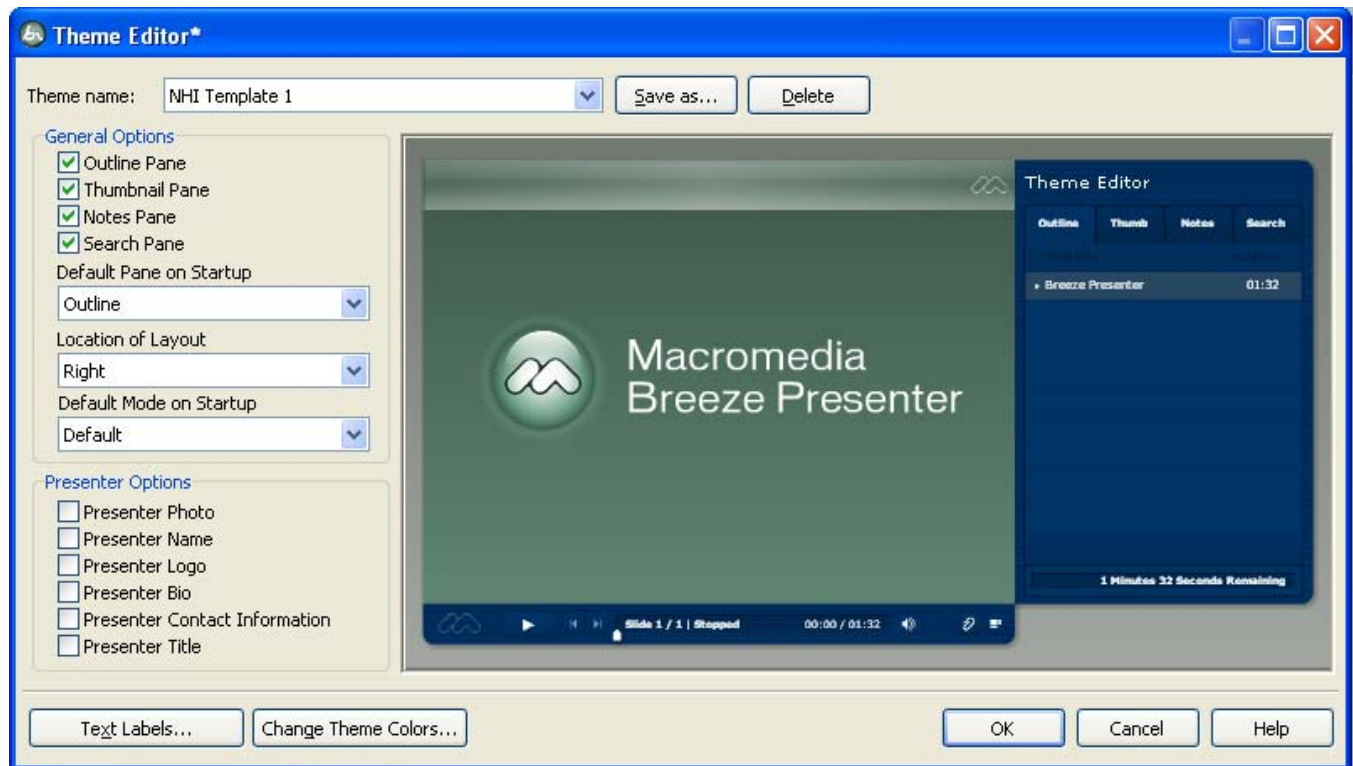 Theme Editor*
Theme name:
NHI Template 1
Save as...
Delete
General Options
Outline Pane
Thumbnail Pane
Notes Pane
Search Pane
Default Pane on Startup
Outline
Location of Layout
Right
Default Mode on Startup
Default
Presenter Options
Presenter Photo
Presenter Name
Presenter Logo
Presenter Bio
Presenter Contact Information
Presenter Title
Theme Editor
Outline Thumb Notes Search
Breeze Presenter 01:32
Macromedia
Breeze Presenter
1 Minutes 32 Seconds Remaining
Slide 1 / 1 | Stopped 00:00 / 01:32
Text Labels...
Change Theme Colors...
OK
Cancel
Help